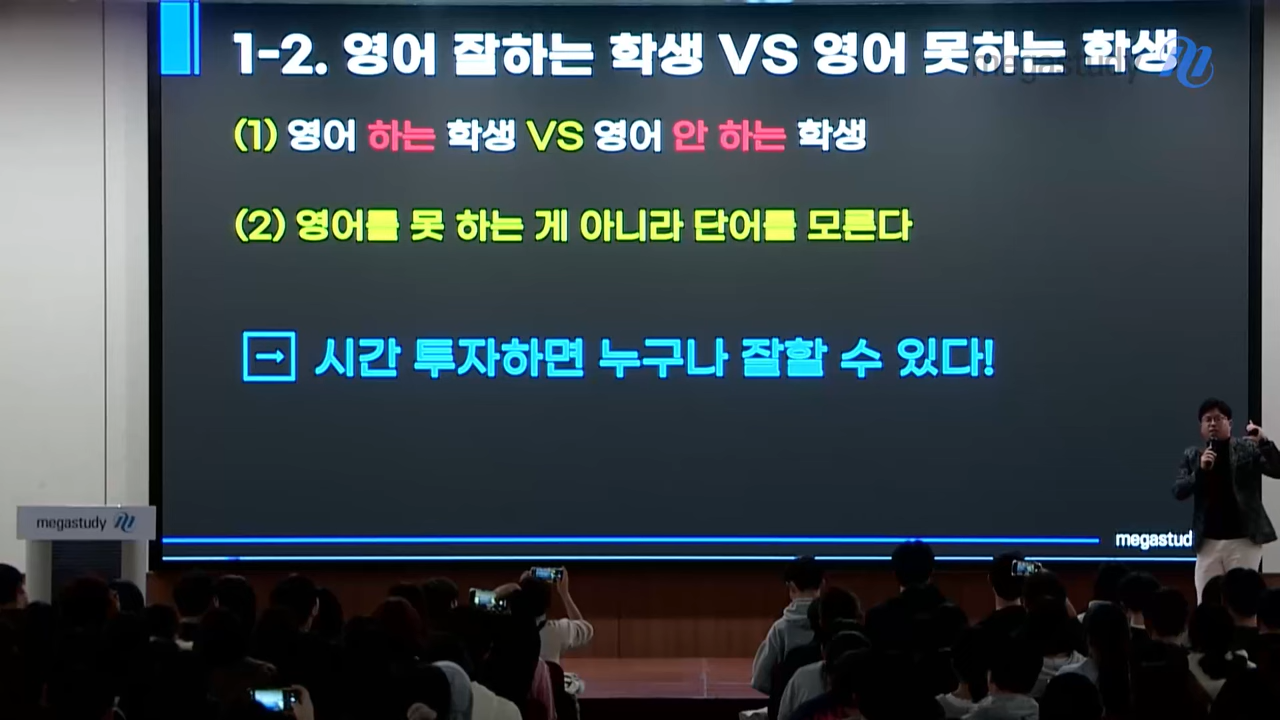 1-2. 영어 잘하는 학생 VS 영어 못하는 학생
megastudy
(1) 영어 하는 학생 VS 영어 안 하는 학생
(2) 영어를 못 하는 게 아니라 단어를 모른다
→ 시간 투자하면 누구나 잘할 수 있다!
megastudy
megastud